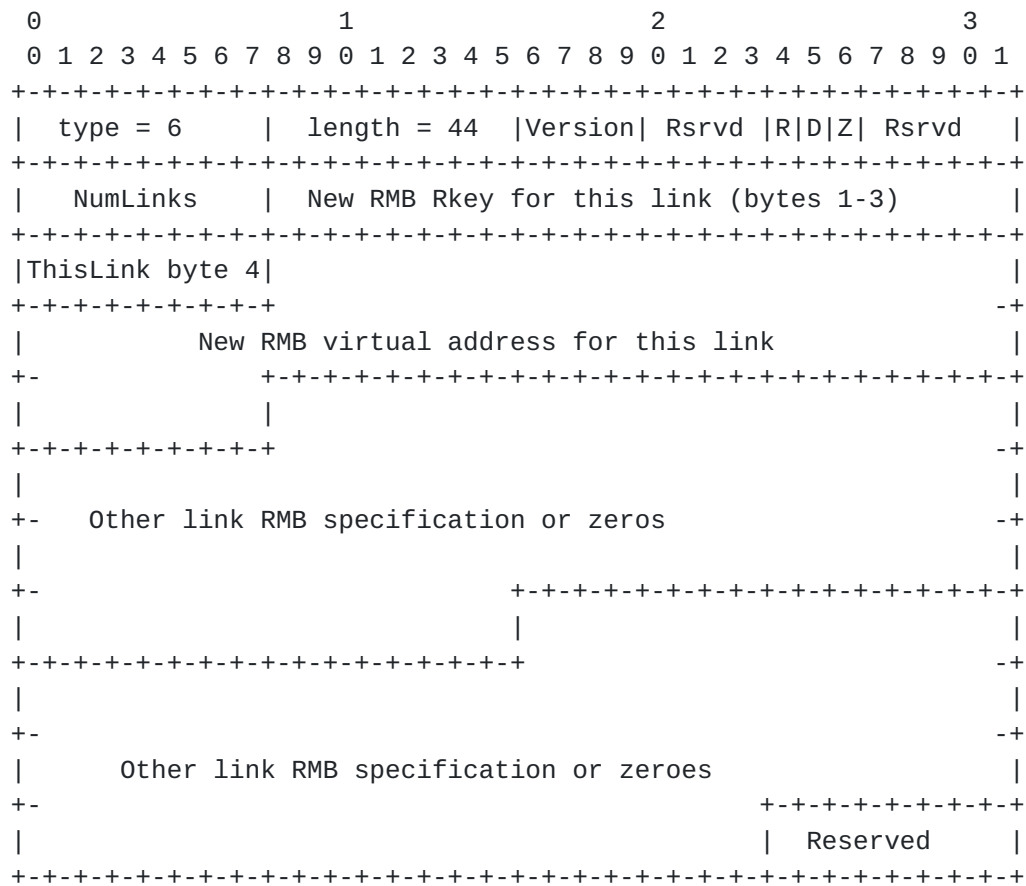 0                   1                   2                   3
 0 1 2 3 4 5 6 7 8 9 0 1 2 3 4 5 6 7 8 9 0 1 2 3 4 5 6 7 8 9 0 1
+-+-+-+-+-+-+-+-+-+-+-+-+-+-+-+-+-+-+-+-+-+-+-+-+-+-+-+-+-+-+-+-+
|  type = 6     |  length = 44  |Version| Rsrvd |R|D|Z| Rsrvd   |
+-+-+-+-+-+-+-+-+-+-+-+-+-+-+-+-+-+-+-+-+-+-+-+-+-+-+-+-+-+-+-+-+
|   NumLinks    |  New RMB Rkey for this link (bytes 1-3)       |
+-+-+-+-+-+-+-+-+-+-+-+-+-+-+-+-+-+-+-+-+-+-+-+-+-+-+-+-+-+-+-+-+
|ThisLink byte 4|                                               |
+-+-+-+-+-+-+-+-+                                              -+
|           New RMB virtual address for this link               |
+-              +-+-+-+-+-+-+-+-+-+-+-+-+-+-+-+-+-+-+-+-+-+-+-+-+
|               |                                               |
+-+-+-+-+-+-+-+-+                                              -+
|                                                               |
+-   Other link RMB specification or zeros                     -+
|                                                               |
+-                              +-+-+-+-+-+-+-+-+-+-+-+-+-+-+-+-+
|                               |                               |
+-+-+-+-+-+-+-+-+-+-+-+-+-+-+-+-+                              -+
|                                                               |
+-                                                             -+
|      Other link RMB specification or zeroes                   |
+-                                              +-+-+-+-+-+-+-+-+
|                                               |  Reserved     |
+-+-+-+-+-+-+-+-+-+-+-+-+-+-+-+-+-+-+-+-+-+-+-+-+-+-+-+-+-+-+-+-+